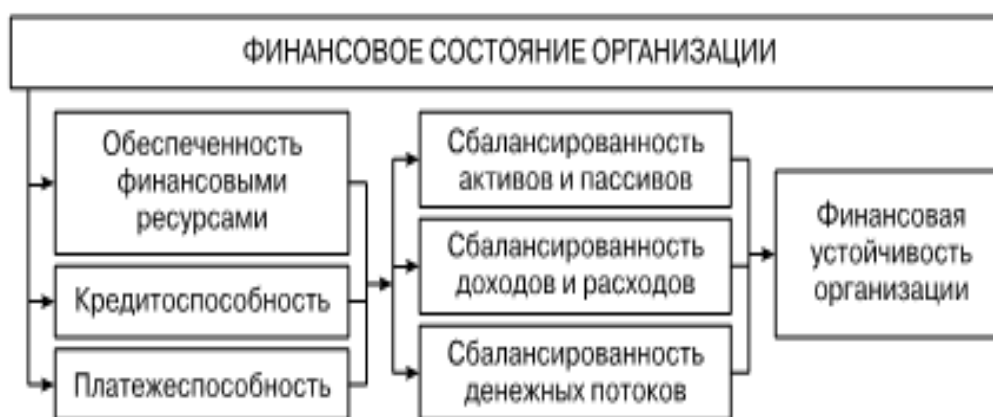 ФИНАНСОВОЕ СОСТОЯНИЕ ОРГАНИЗАЦИИ
Обеспеченность
финансовыми
ресурсами
Кредитоспособность
Платежеспособность
Сбалансированность
активов и пассивов
Сбалансированность
доходов и расходов
Сбалансированность
денежных потоков
Финансовая
устойчивость
организации